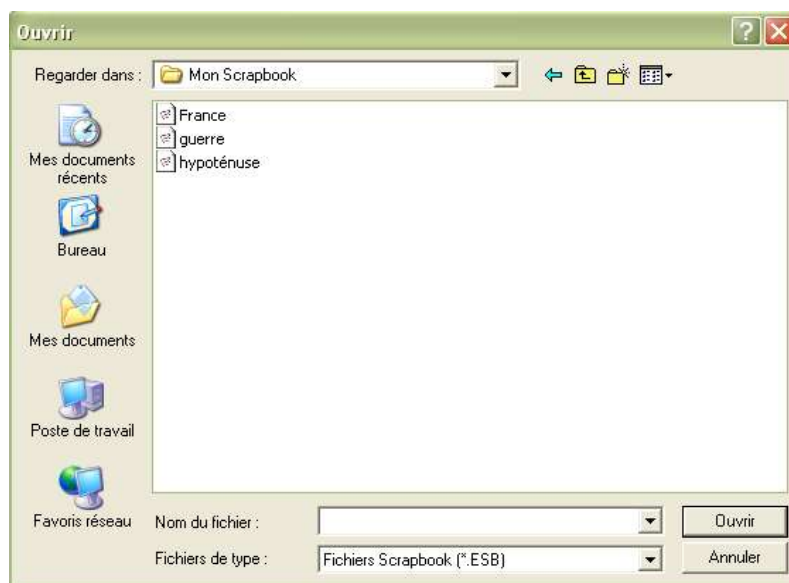 Ouvrir
Regarder dans :
Mon Scrapbook
France
guerre
hypoténuse
Mes documents
récents
Bureau
Mes documents
Poste de travail
Favoris réseau
Nom du fichier :
Ouvrir
Fichiers de type :
Fichiers Scrapbook (*.ESB)
Annuler